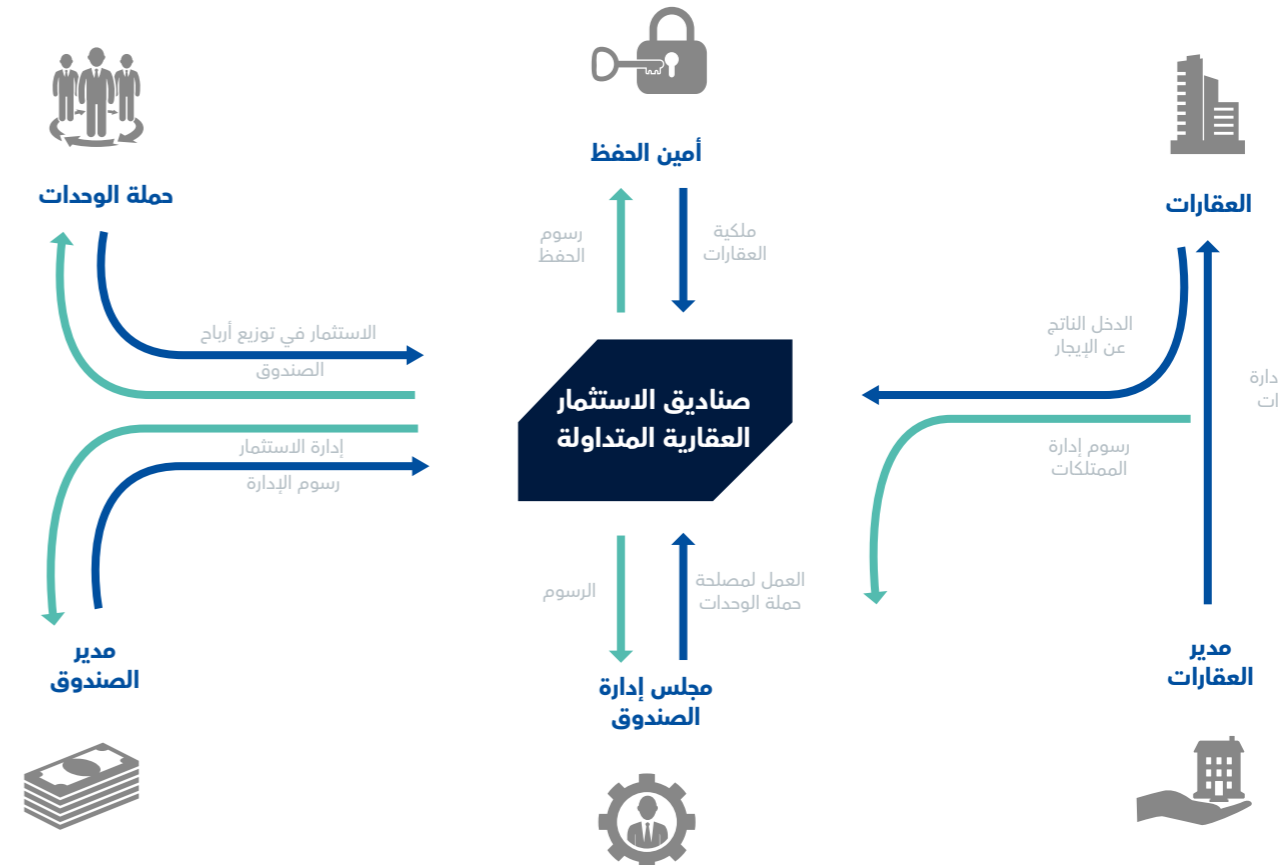 أمين الحفظ
حملة الوحدات
العقارات
رسوم
الحفظ
ملكية
العقارات
الدخل الناتج
عن الإيجار
الاستثمار في توزيع أرباح
الصندوق
صناديق الاستثمار
العقارية المتداولة
دارة
ات
رسوم إدارة
الممتلكات
إدارة الاستثمار
رسوم الإدارة
الرسوم
العمل لمصلحة
حملة الوحدات
مدير
الصندوق
مجلس إدارة
الصندوق
مدير
العقارات